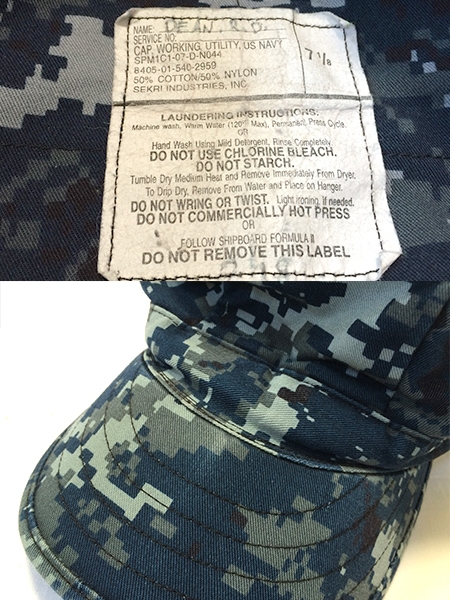 NAME: DEAN, R.D.
SERVICE NO.
CAP, WORKING, UTILITY, US NAVY
SPM1C1-07-D-N044
8405-01-540-2959
50% COTTON/50% NYLON
SEKRI INDUSTRIES, INC.
7 1/8
LAUNDERING INSTRUCTIONS:
Machine wash, Warm Water (120° Max), Permanent Press Cycle.
OR
Hand Wash Using Mild Detergent, Rinse Completely.
DO NOT USE CHLORINE BLEACH.
DO NOT STARCH.
Tumble Dry Medium Heat and Remove Immediately From Dryer.
To Drip Dry, Remove From Water and Place on Hanger.
DO NOT WRING OR TWIST. Light ironing, if needed.
DO NOT COMMERCIALLY HOT PRESS
OR
FOLLOW SHIPBOARD FORMULA II
DO NOT REMOVE THIS LABEL